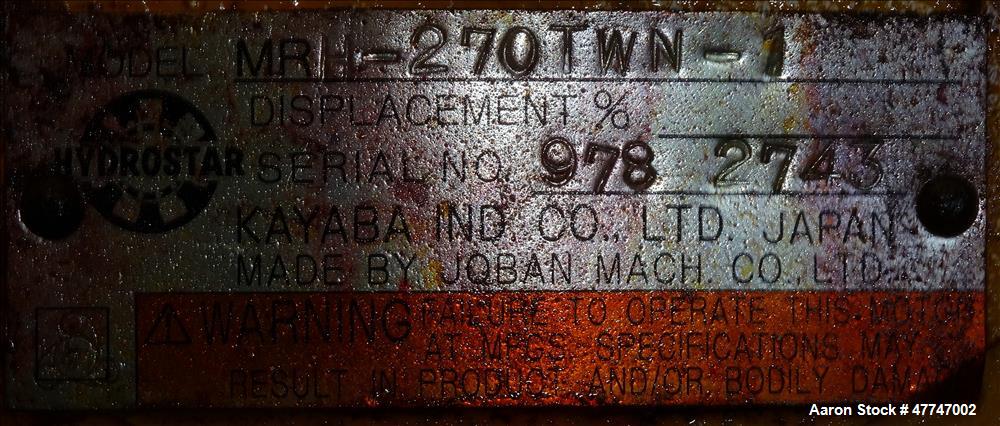 MODEL MRH-270TWN-1
DISPLACEMENT %
HYDROSTAR SERIAL NO. 978 2743
KAYABA IND. CO., LTD. JAPAN
MADE BY JOBAN MACH. CO. LTD.
⚠ WARNING FAILURE TO OPERATE THIS MOTOR
AT MFGS. SPECIFICATIONS MAY
RESULT IN PRODUCT AND/OR BODILY
Aaron Stock # 47747002